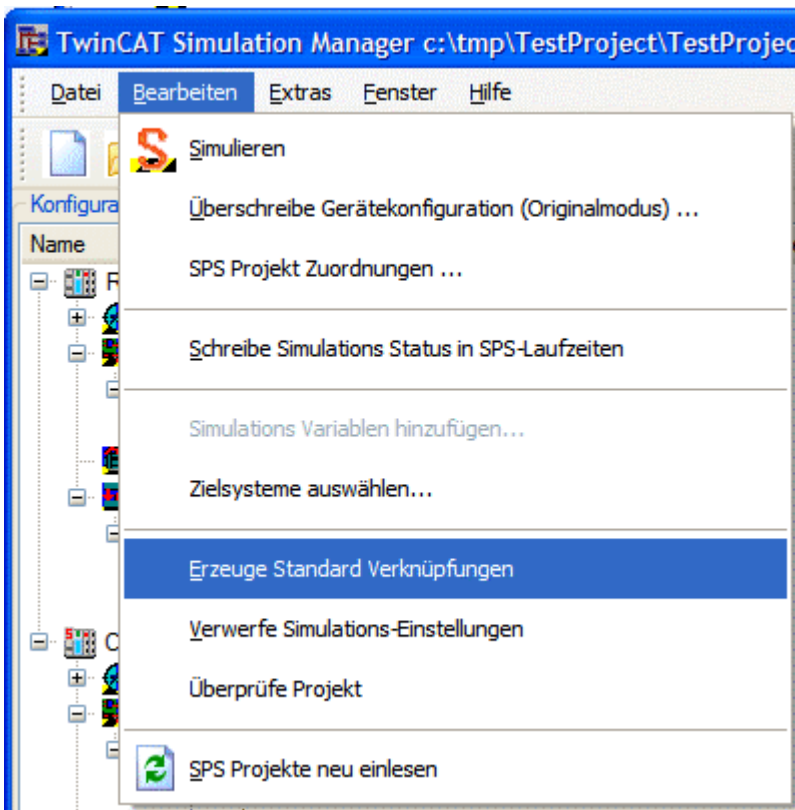 TwinCAT Simulation Manager c:\tmp\TestProject\TestProjec
Datei Bearbeiten Extras Fenster Hilfe
Simulieren
Konfigura
Überschreibe Gerätekonfiguration (Originalmodus) ...
Name
SPS Projekt Zuordnungen ...
R
Schreibe Simulations Status in SPS-Laufzeiten
Simulations Variablen hinzufügen...
Zielsysteme auswählen...
Erzeuge Standard Verknüpfungen
Verwerfe Simulations-Einstellungen
C
Überprüfe Projekt
SPS Projekte neu einlesen